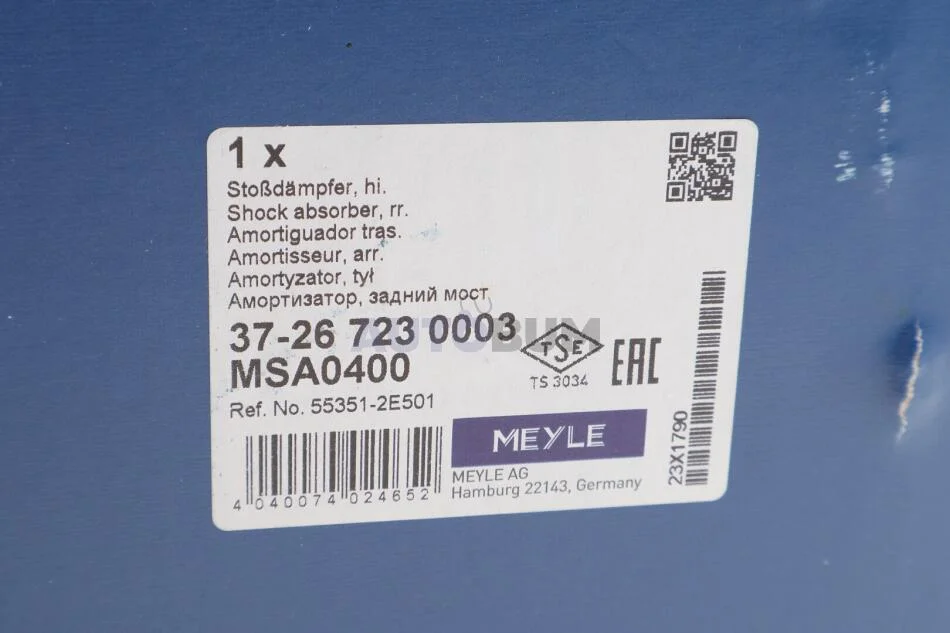 1 x
Stoßdämpfer, hi.
Shock absorber, rr.
Amortiguador tras.
Amortisseur, arr.
Amortyzator, tył
Амортизатор, задний мост
37-26 723 0003
AUTOBUM
MSA0400
TSE
TS 3034
EAC
Ref. No. 55351-2E501
MEYLE
MEYLE AG
Hamburg 22143, Germany
4 040074 024652
23X1790